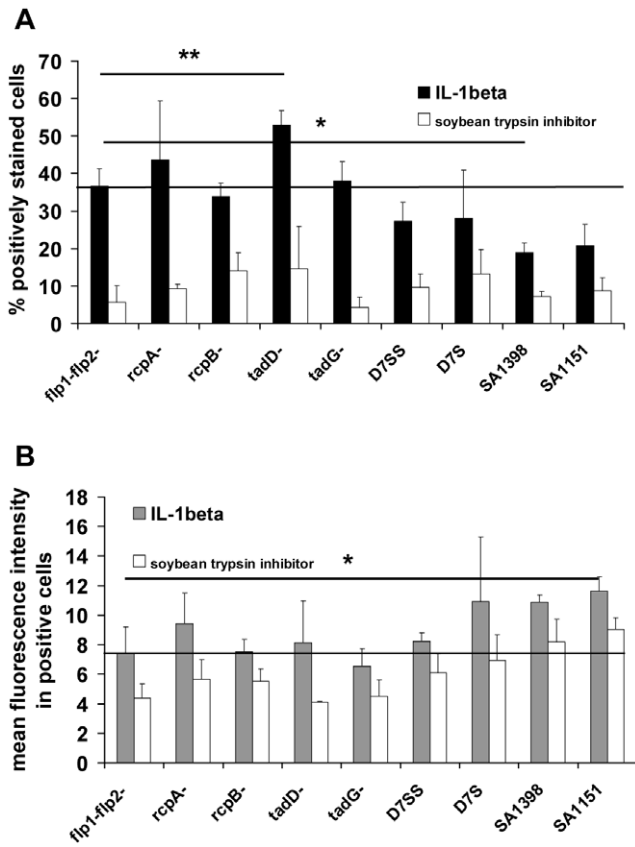 A
% positively stained cells
70
60
50
40
30
20
10
0
**
*
IL-1beta
soybean trypsin inhibitor
flp1-flp2-
rcpA-
rcpB-
tadD-
tadG-
D7SS
D7S
SA1398
SA1151
B
mean fluorescence intensity
in positive cells
18
16
14
12
10
8
6
4
2
0
IL-1beta
soybean trypsin inhibitor
*
flp1-flp2-
rcpA-
rcpB-
tadD-
tadG-
D7SS
D7S
SA1398
SA1151